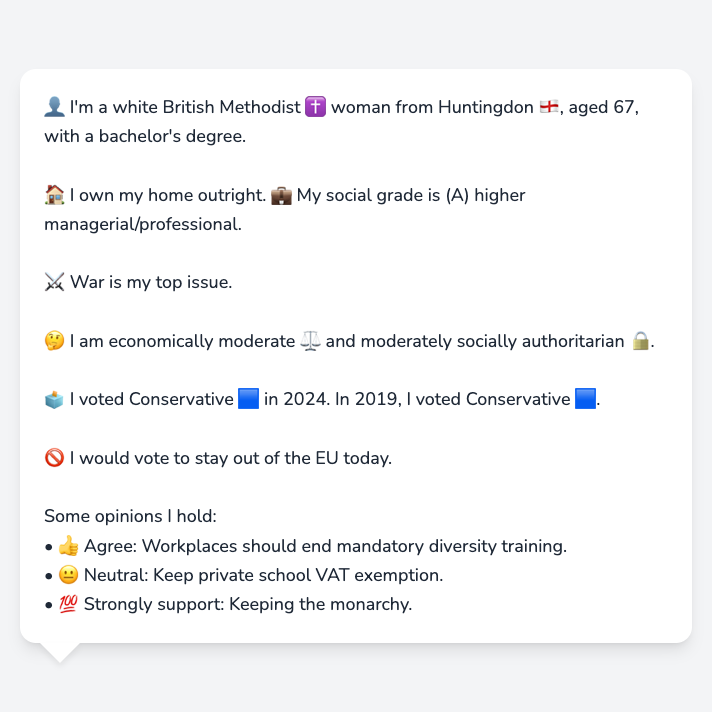 👤 I'm a white British Methodist ✝️ woman from Huntingdon 🏴󠁧󠁢󠁥󠁮󠁧󠁿, aged 67,
with a bachelor's degree.
🏠 I own my home outright. 💼 My social grade is (A) higher
managerial/professional.
⚔️ War is my top issue.
🤔 I am economically moderate ⚖️ and moderately socially authoritarian 🔒.
🗳️ I voted Conservative 🟦 in 2024. In 2019, I voted Conservative 🟦.
🚫 I would vote to stay out of the EU today.
Some opinions I hold:
• 👍 Agree: Workplaces should end mandatory diversity training.
• 😐 Neutral: Keep private school VAT exemption.
• 💯 Strongly support: Keeping the monarchy.